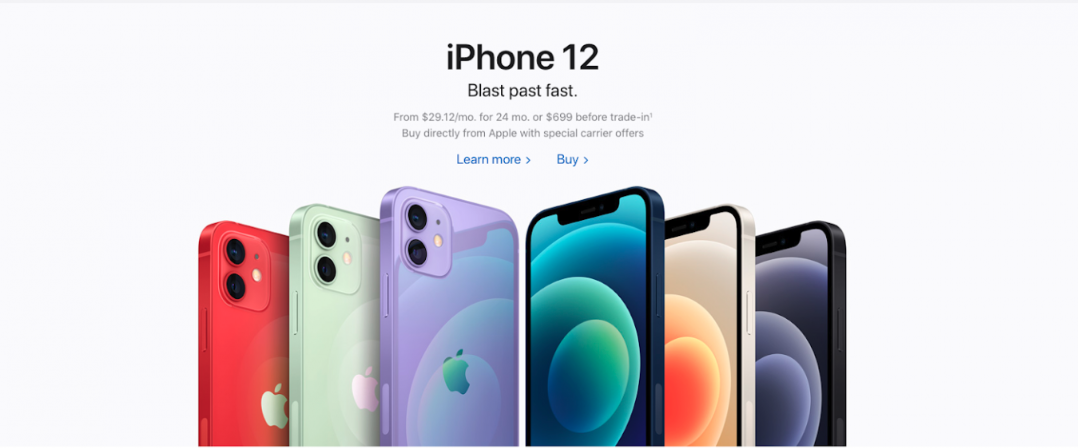 iPhone 12
Blast past fast.
From $29.12/mo. for 24 mo. or $699 before trade-in¹
Buy directly from Apple with special carrier offers
Learn more > Buy >